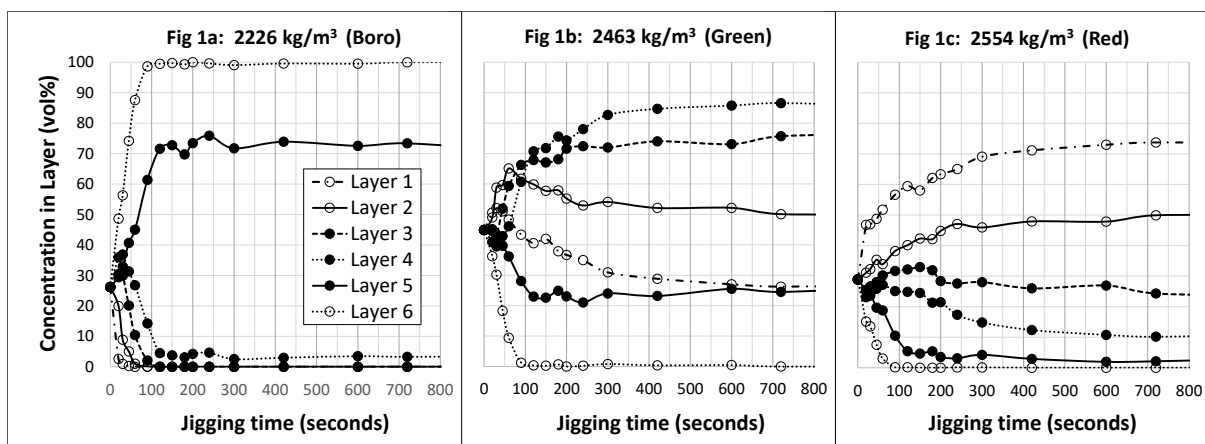 Fig 1a: 2226 kg/m³ (Boro)
Fig 1b: 2463 kg/m³ (Green)
Fig 1c: 2554 kg/m³ (Red)
Concentration in Layer (vol%)
100
90
80
70
60
50
40
30
20
10
0
Layer 1
Layer 2
Layer 3
Layer 4
Layer 5
Layer 6
0 100 200 300 400 500 600 700 800
0 100 200 300 400 500 600 700 800
0 100 200 300 400 500 600 700 800
Jigging time (seconds)
Jigging time (seconds)
Jigging time (seconds)